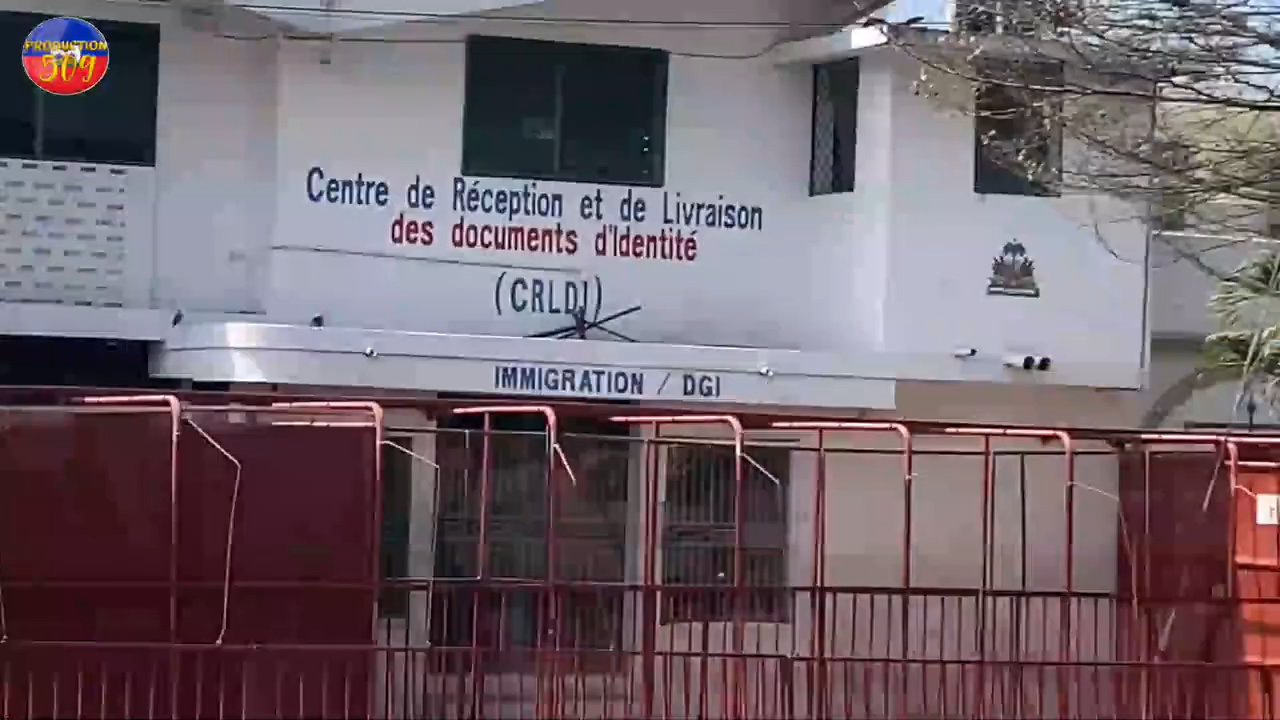 PRODUCTION
509
Centre de Réception et de Livraison
des documents d'Identité
(CRLDI)
IMMIGRATION / DGI